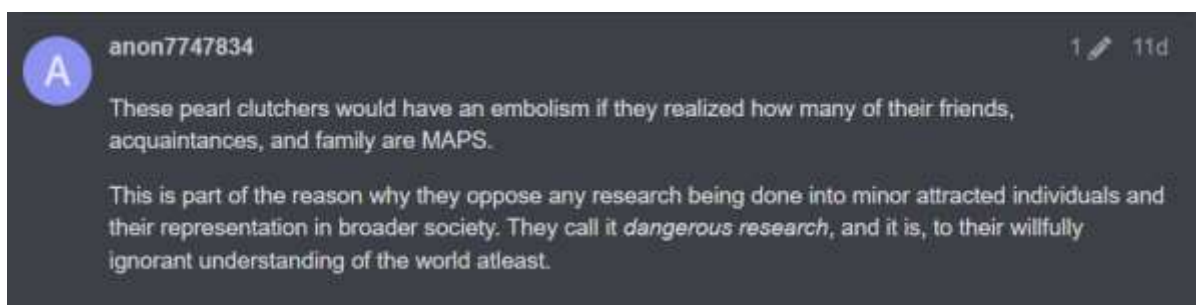 A
anon7747834
1 11d
These pearl clutchers would have an embolism if they realized how many of their friends,
acquaintances, and family are MAPS.
This is part of the reason why they oppose any research being done into minor attracted individuals and
their representation in broader society. They call it dangerous research, and it is, to their willfully
ignorant understanding of the world atleast.